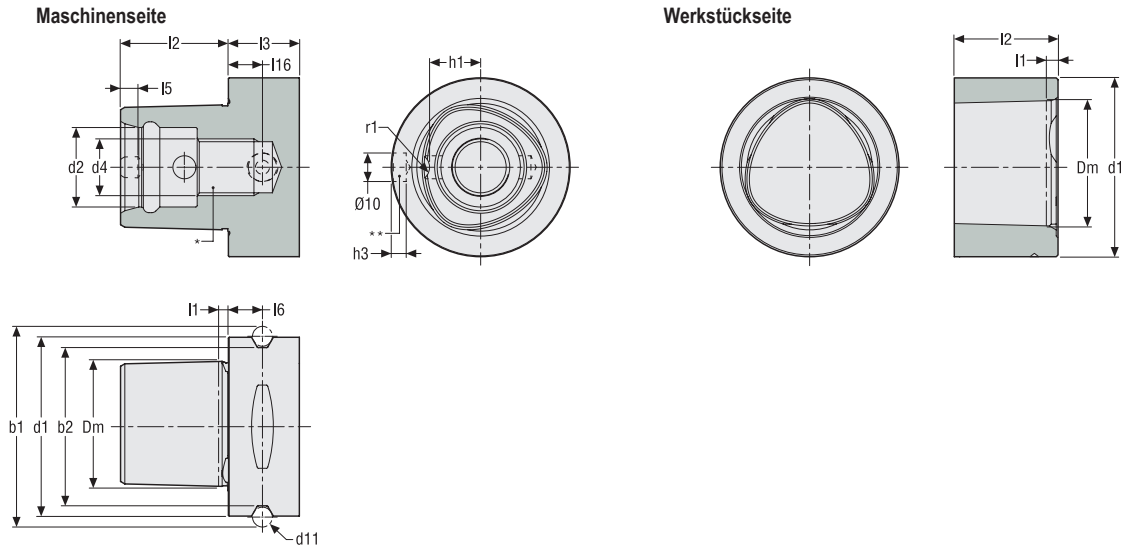 Maschinenseite
Werkstückseite
l2
l3
l16
l5
d2
d4
*
h1
r1
Ø10
**
h3
l2
l1
Dm
d1
l1
l6
b1
d1
b2
Dm
d11